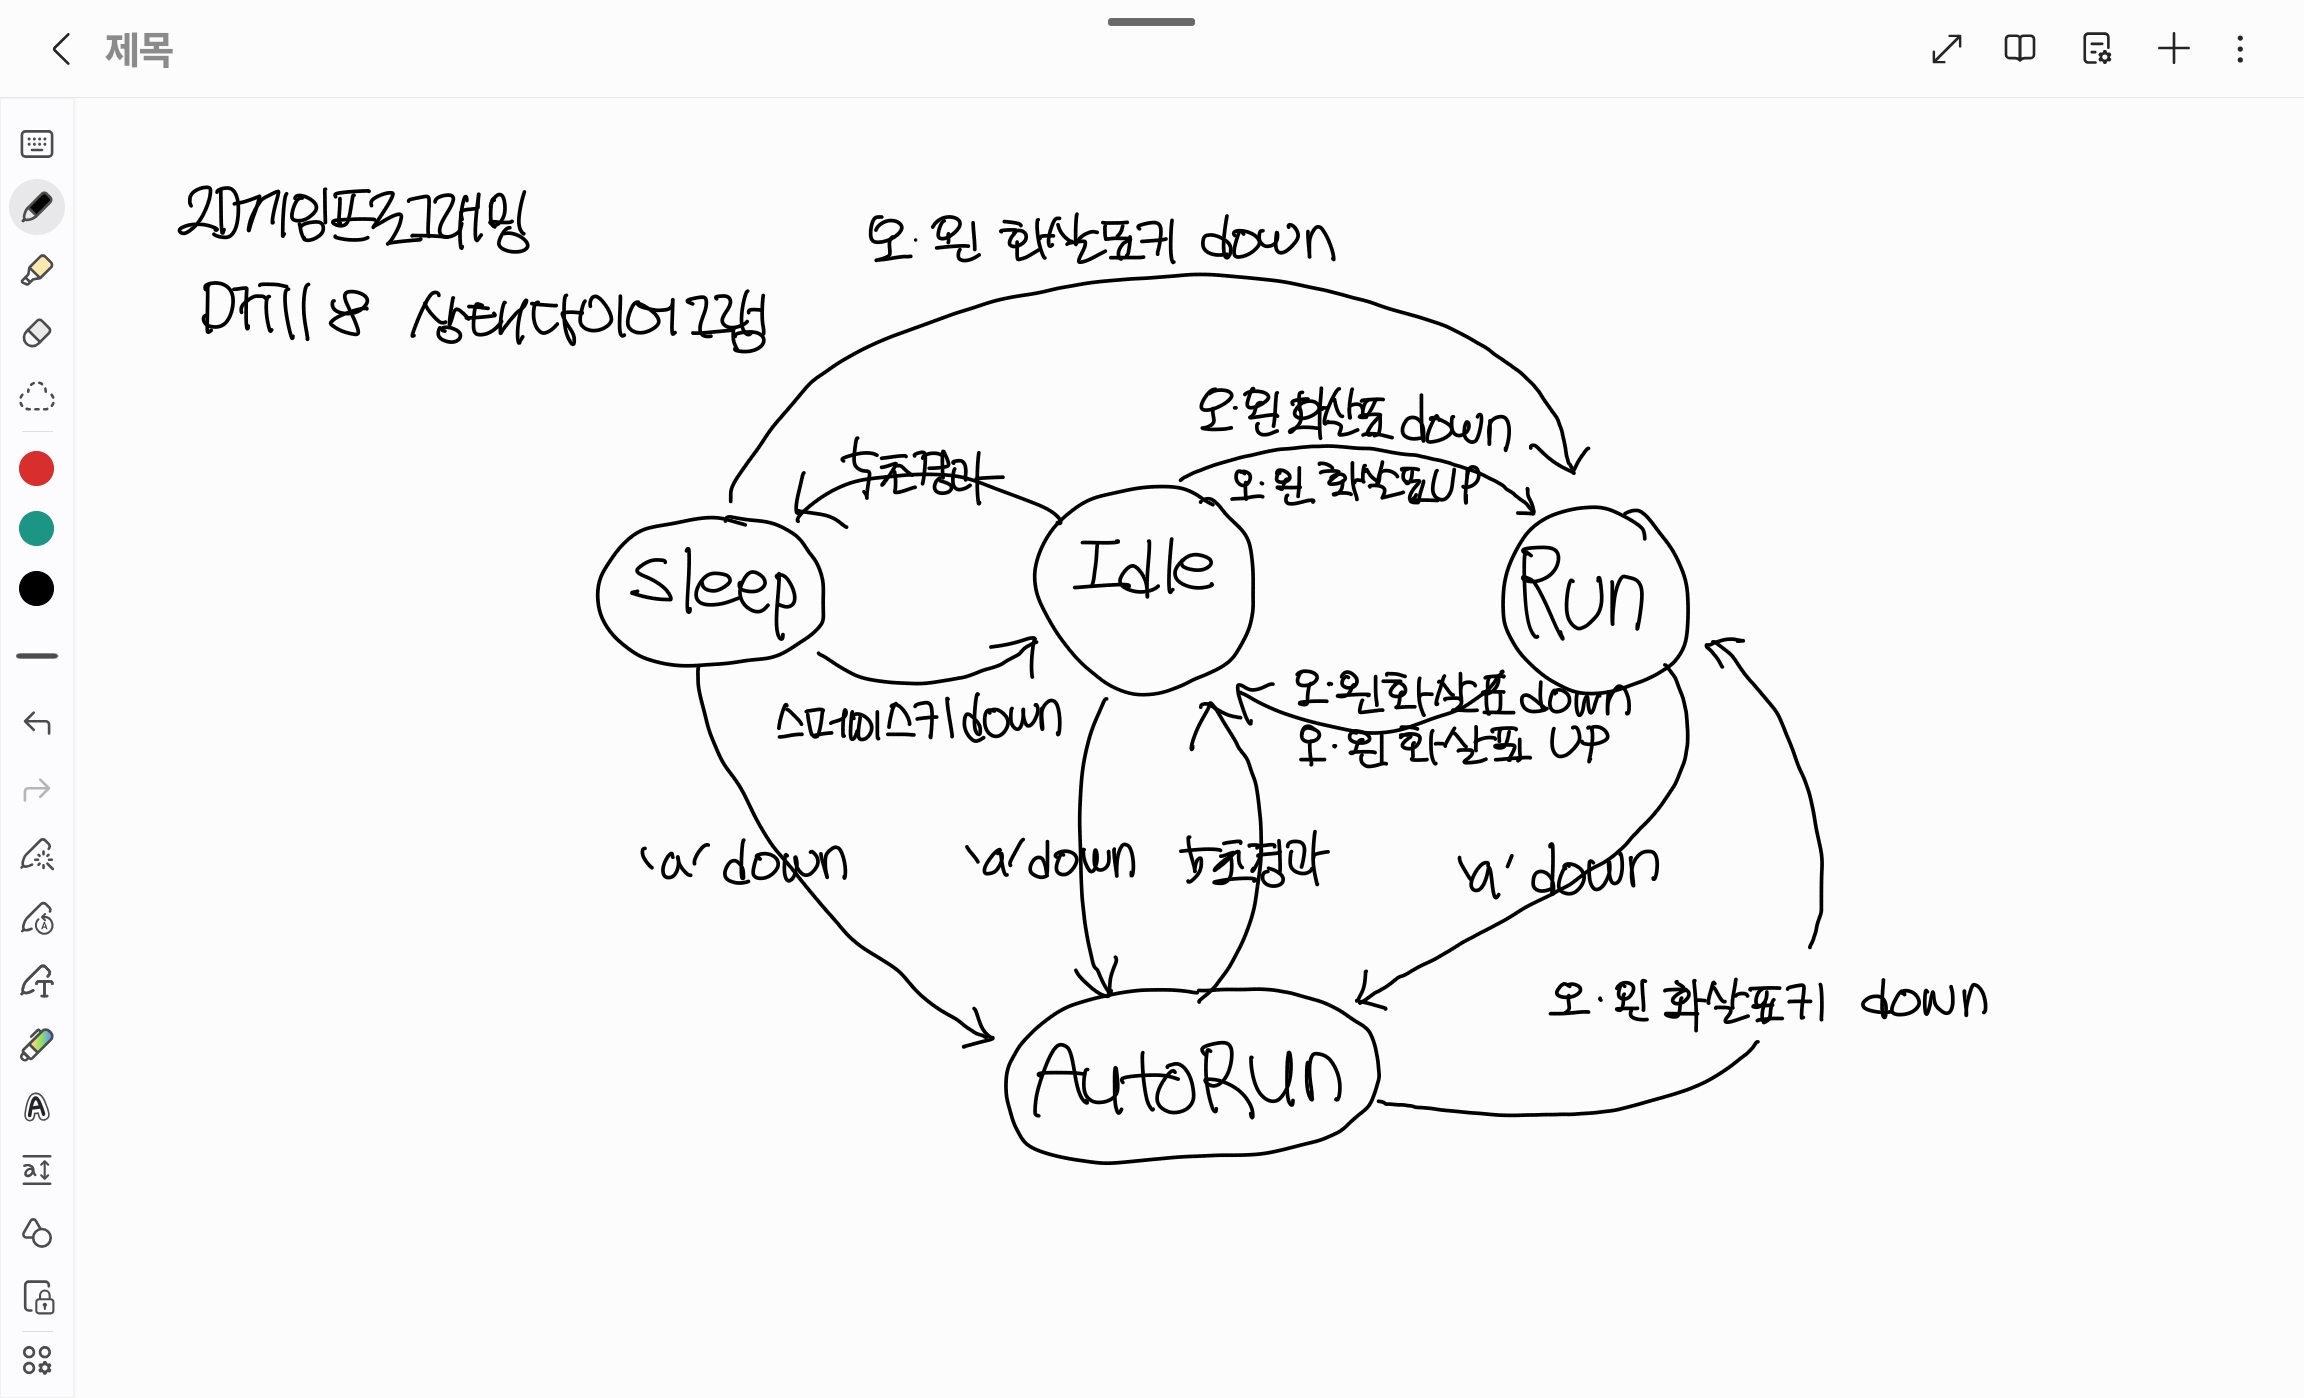 제목
2D게임프로그래밍
오·왼 화살표키 down
Drill 8 상태다이어그램
오·왼 화살표 down
5초경과
오·왼 화살표 UP
Sleep
Idle
Run
오·왼 화살표 down
스페이스키 down
오·왼 화살표 UP
'a' down
'a' down
5초경과
'a' down
오·왼 화살표키 down
AutoRUn